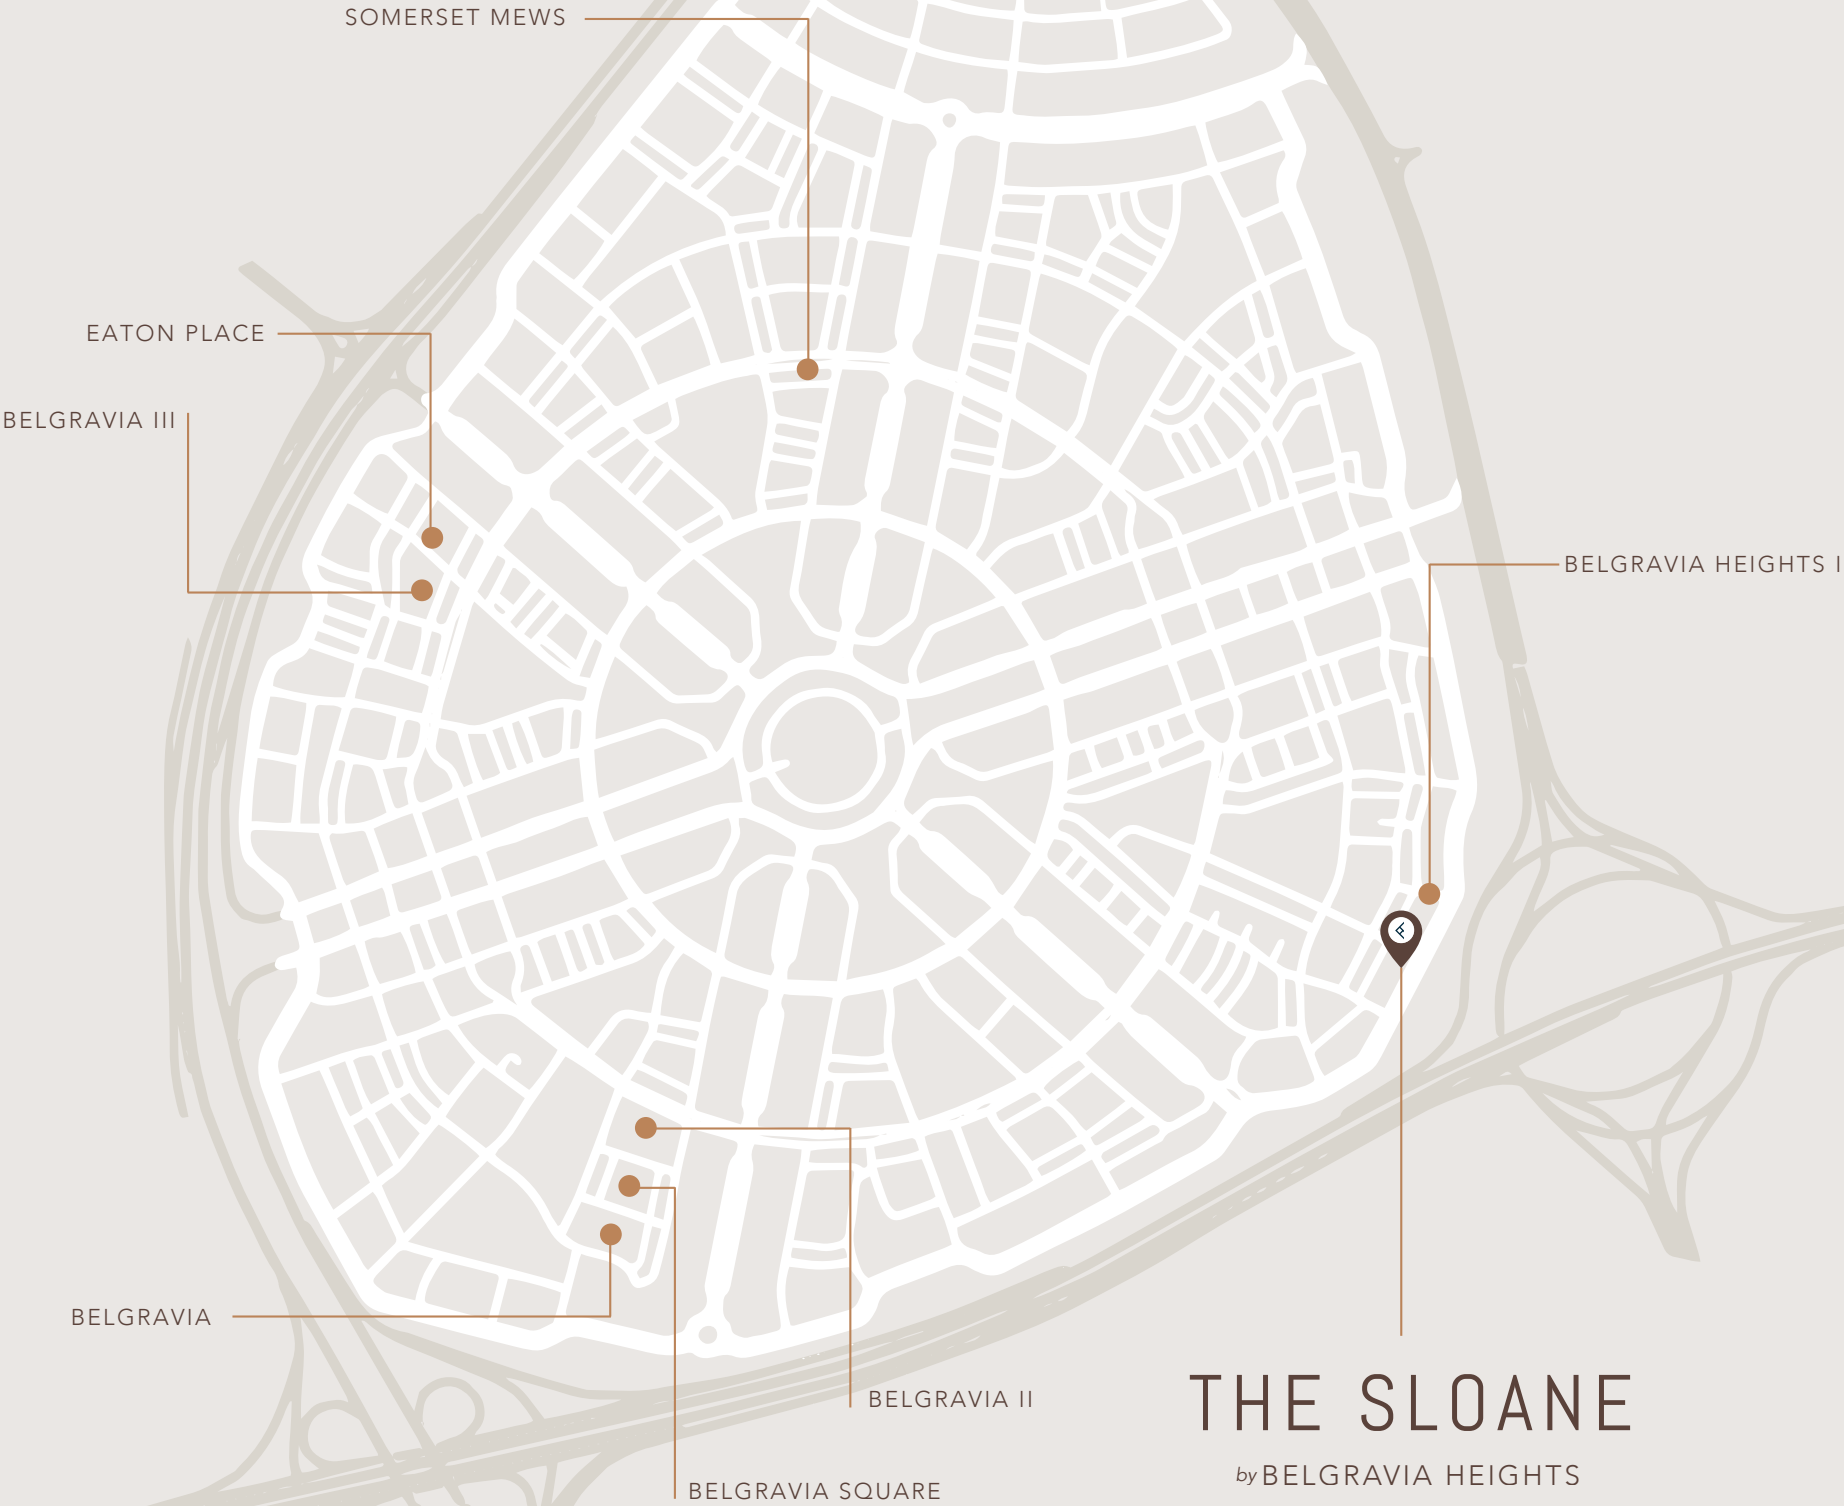 SOMERSET MEWS
EATON PLACE
BELGRAVIA III
BELGRAVIA HEIGHTS I
BELGRAVIA
BELGRAVIA II
THE SLOANE
by BELGRAVIA HEIGHTS
BELGRAVIA SQUARE